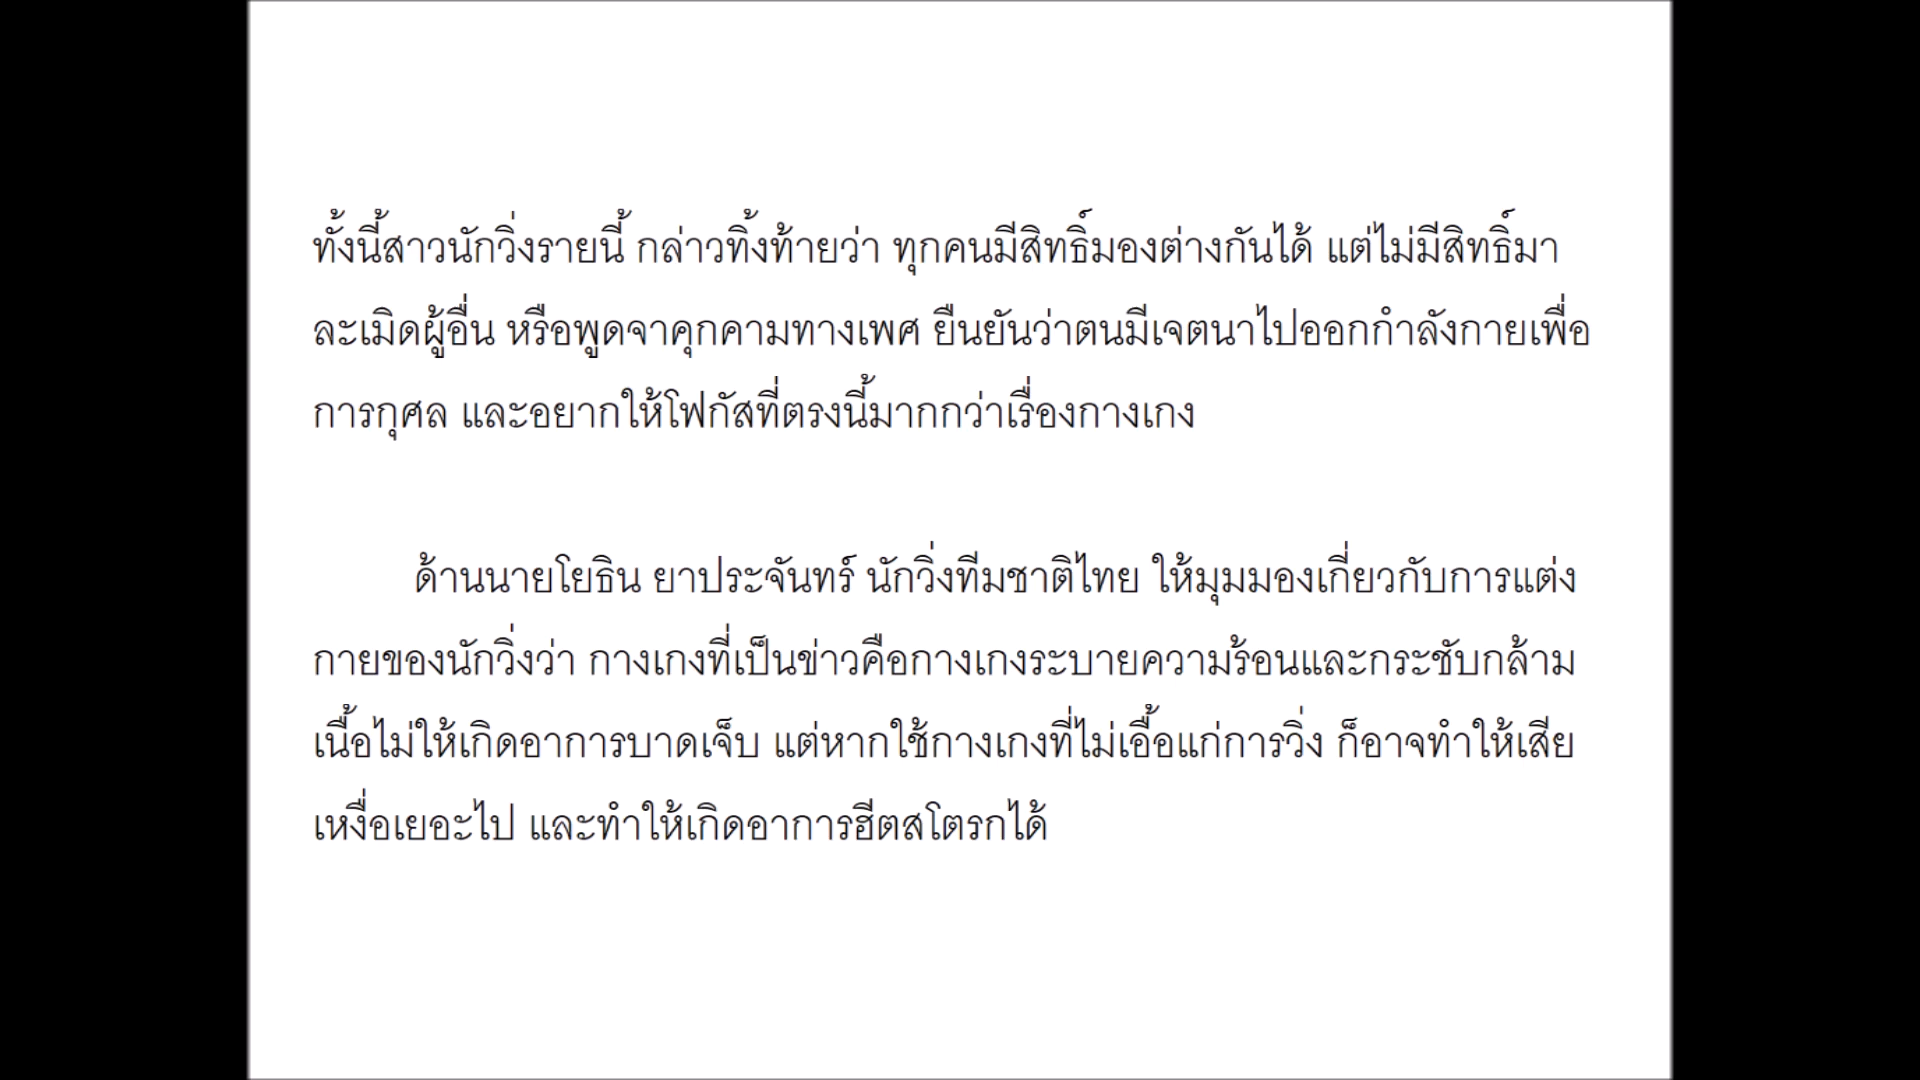 ทั้งนี้สาวนักวิ่งรายนี้ กล่าวทิ้งท้ายว่า ทุกคนมีสิทธิ์มองต่างกันได้ แต่ไม่มีสิทธิ์มา
ละเมิดผู้อื่น หรือพูดจาคุกคามทางเพศ ยืนยันว่าตนมีเจตนาไปออกกำลังกายเพื่อ
การกุศล และอยากให้โฟกัสที่ตรงนี้มากกว่าเรื่องกางเกง
ด้านนายโยธิน ยาประจันทร์ นักวิ่งทีมชาติไทย ให้มุมมองเกี่ยวกับการแต่ง
กายของนักวิ่งว่า กางเกงที่เป็นข่าวคือกางเกงระบายความร้อนและกระชับกล้าม
เนื้อไม่ให้เกิดอาการบาดเจ็บ แต่หากใช้กางเกงที่ไม่เอื้อแก่การวิ่ง ก็อาจทำให้เสีย
เหงื่อเยอะไป และทำให้เกิดอาการฮีตสโตรกได้